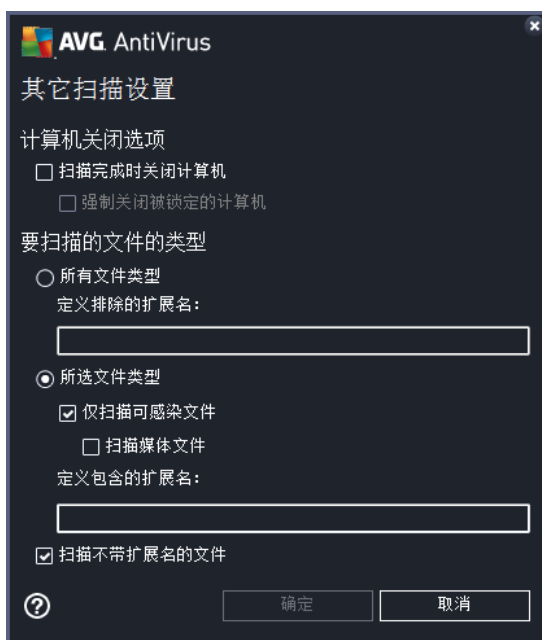 AVG. AntiVirus
其它扫描设置
计算机关闭选项
扫描完成时关闭计算机
强制关闭被锁定的计算机
要扫描的文件的类型
所有文件类型
定义排除的扩展名:
所选文件类型
仅扫描可感染文件
扫描媒体文件
定义包含的扩展名:
扫描不带扩展名的文件
?
确定 取消